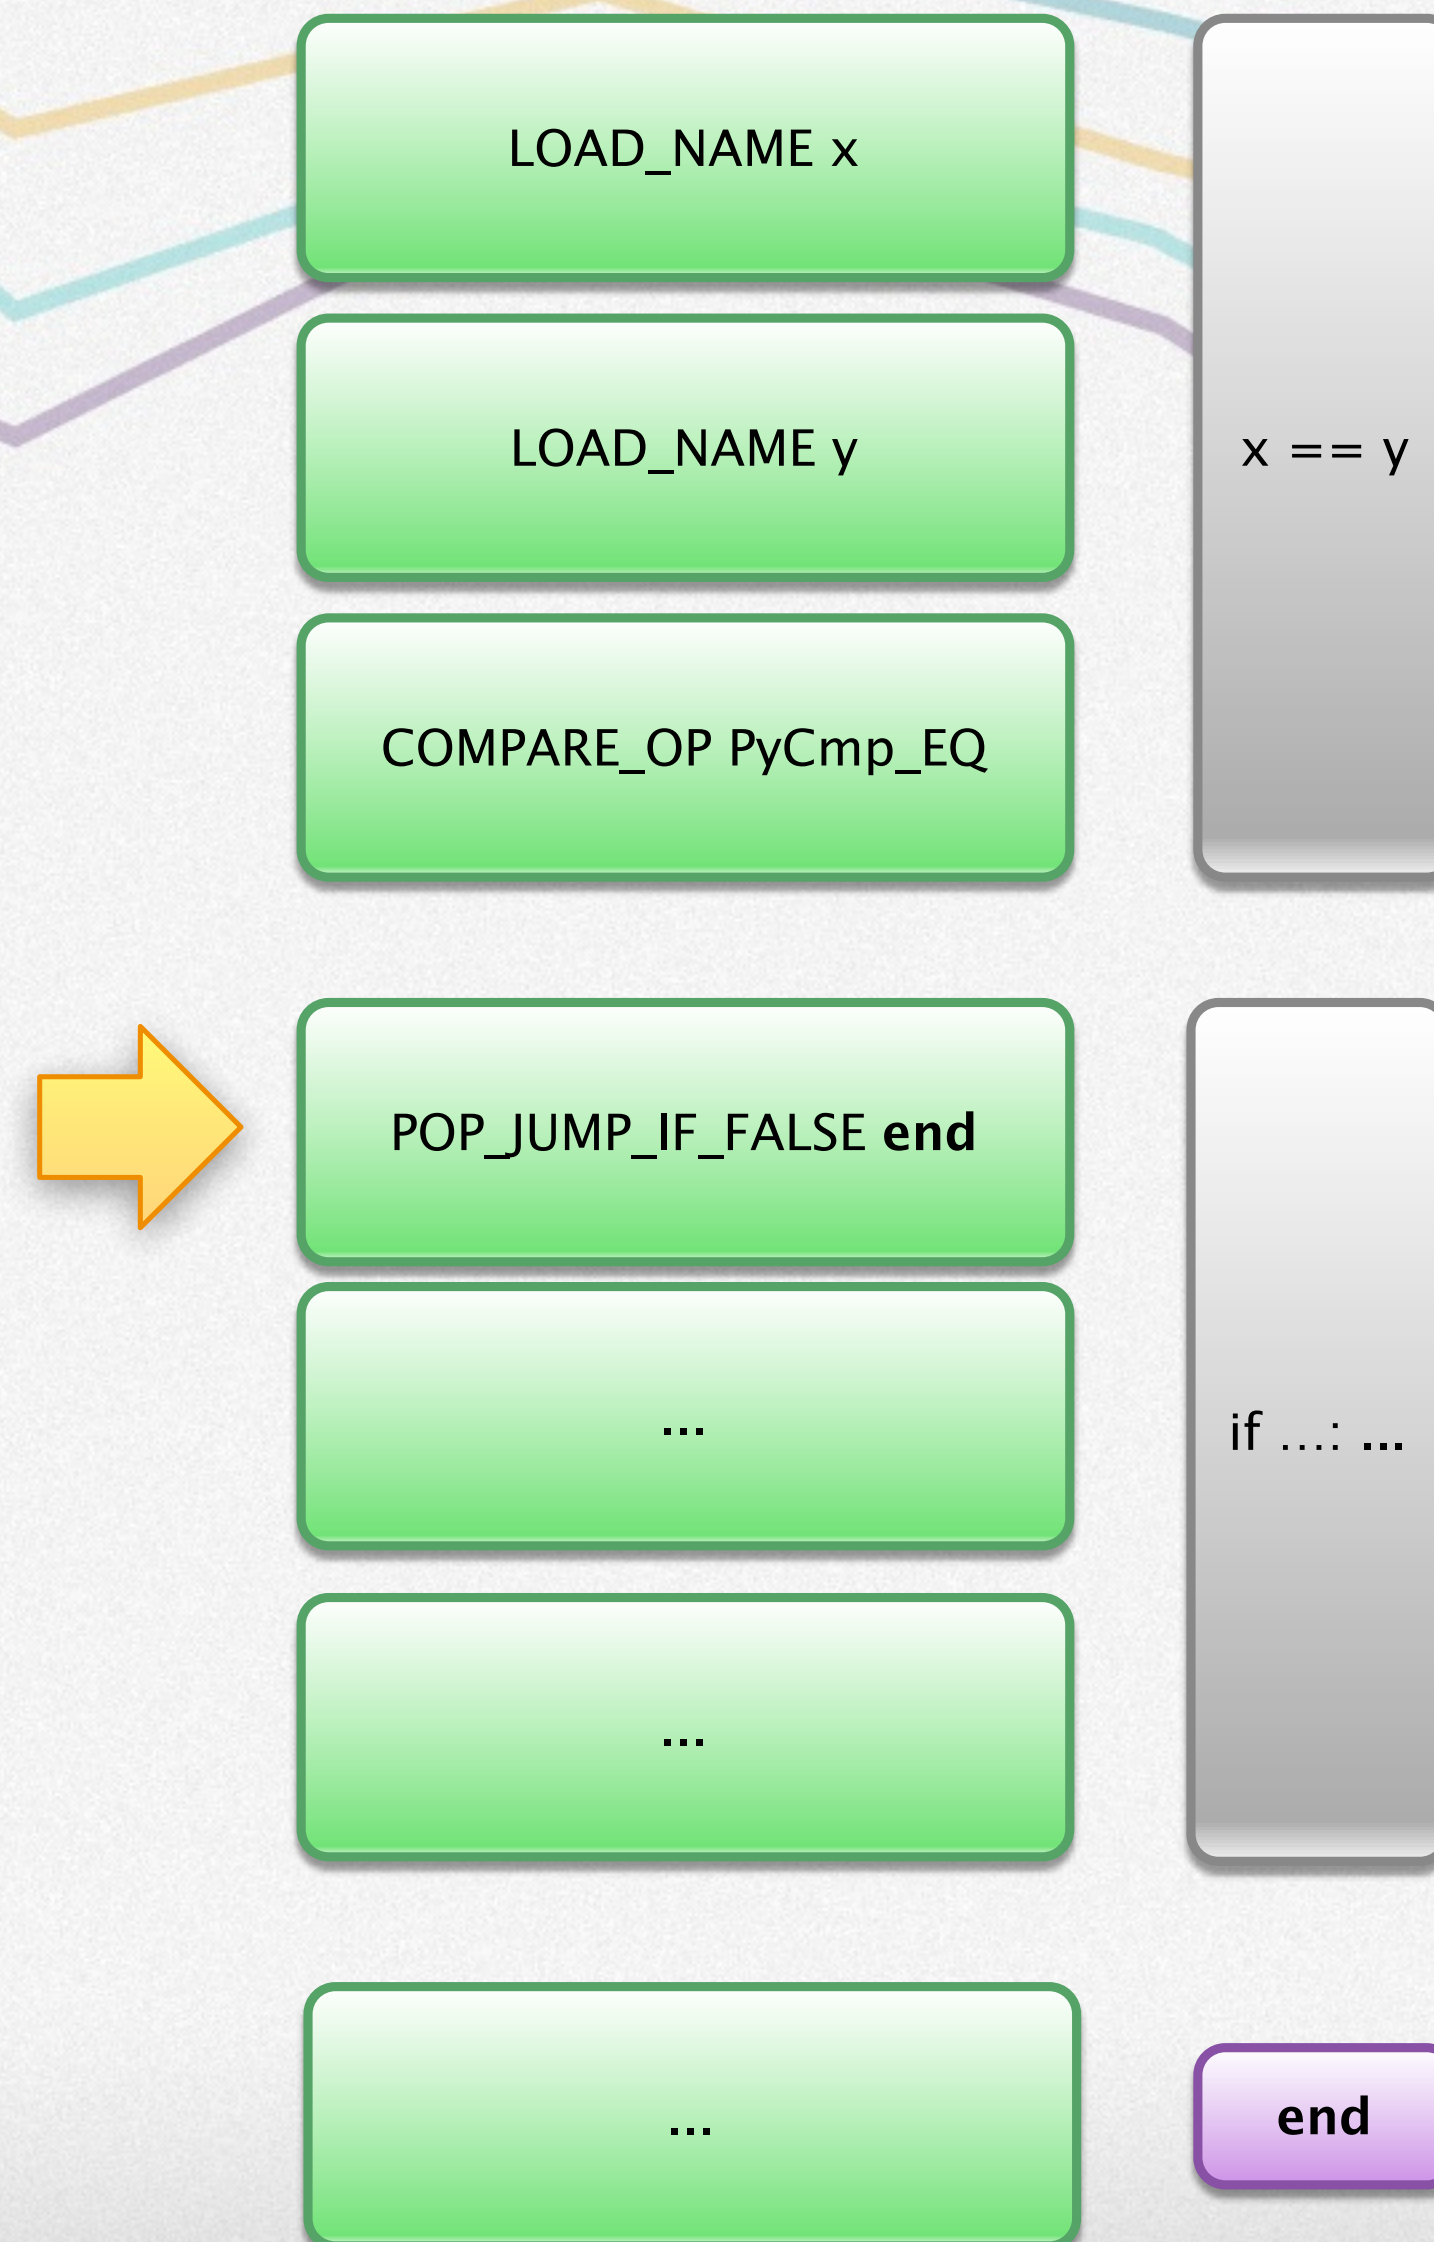 LOAD_NAME x
LOAD_NAME y
x == y
COMPARE_OP PyCmp_EQ
POP_JUMP_IF_FALSE end
...
if ...: ...
...
...
end